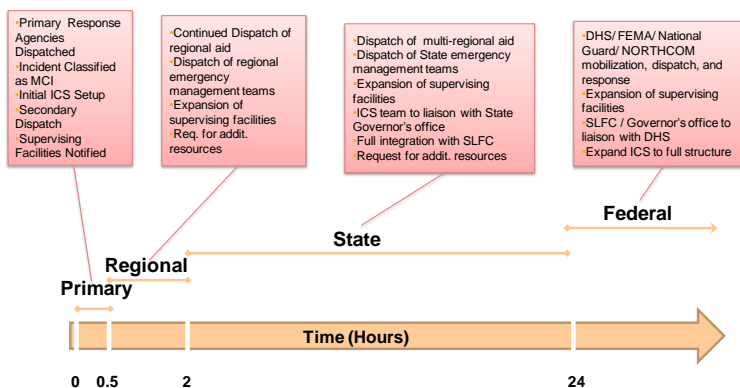 •Primary Response
Agencies
Dispatched
•Incident Classified
as MCI
•Initial ICS Setup
•Secondary
Dispatch
•Supervising
Facilities Notified
•Continued Dispatch of
regional aid
•Dispatch of regional
emergency
management teams
•Expansion of
supervising facilities
•Req. for addit.
resources
•Dispatch of multi-regional aid
•Dispatch of State emergency
management teams
•Expansion of supervising
facilities
•ICS team to liaison with State
Governor's office
•Full integration with SLFC
•Request for addit. resources
•DHS/ FEMA/ National
Guard/ NORTHCOM
mobilization, dispatch, and
response
•Expansion of supervising
facilities
•SLFC / Governor's office to
liaison with DHS
•Expand ICS to full structure
Federal
State
Regional
Primary
Time (Hours)
0 0.5 2 24